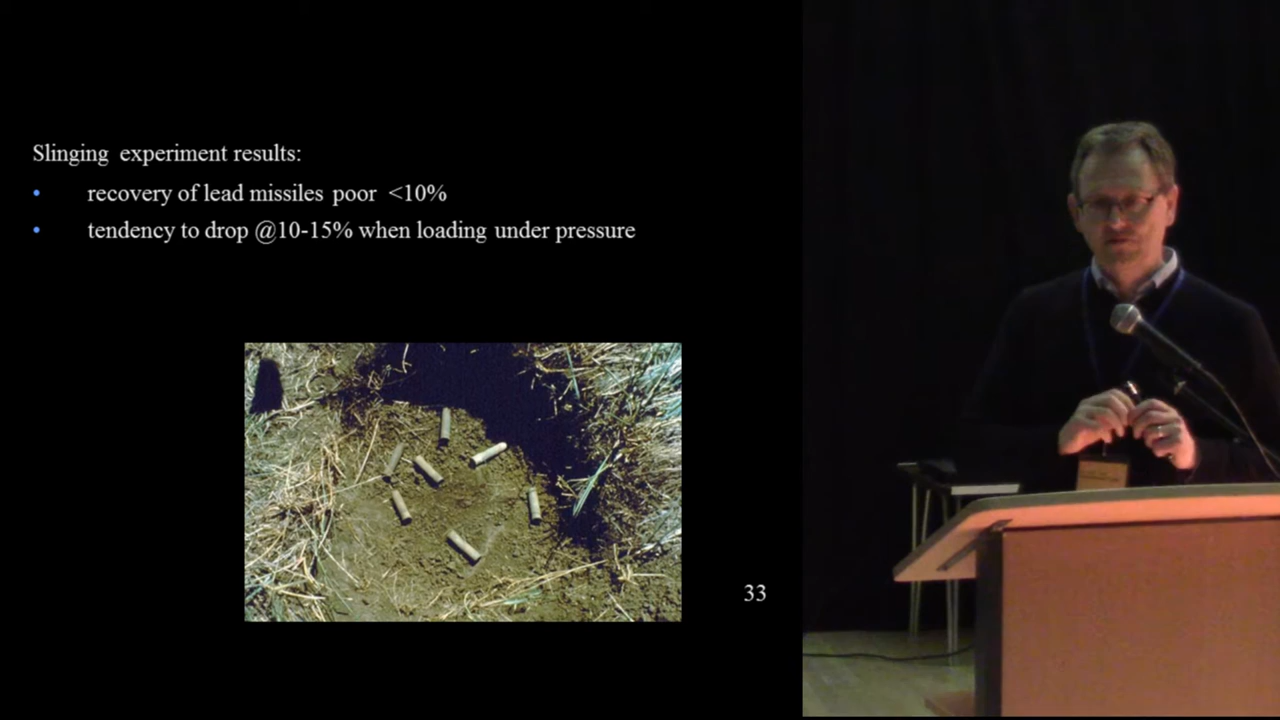 Slinging experiment results:
• recovery of lead missiles poor <10%
• tendency to drop @10-15% when loading under pressure
33